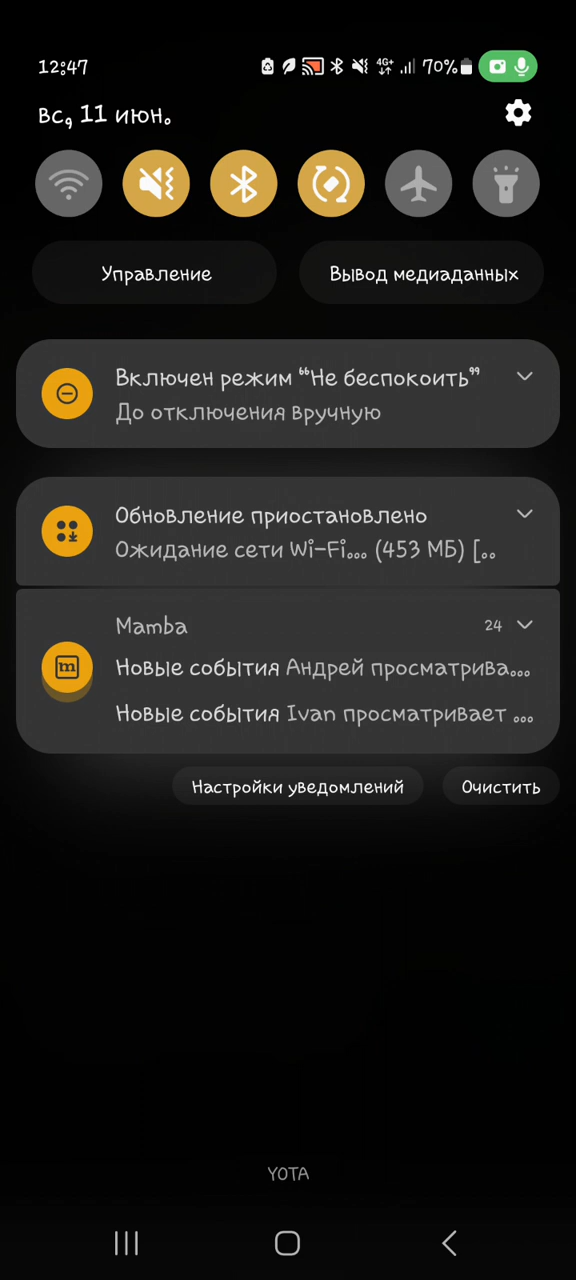 12:47
4G+
70%
вс, 11 июн.
Управление
Вывод медиаданных
Включен режим “Не беспокоить”
До отключения вручную
Обновление приостановлено
Ожидание сети Wi-Fi... (453 МБ) [..
Mamba
24
m
Новые события Андрей просматрива...
Новые события Ivan просматривает ...
Настройки уведомлений
Очистить
YOTA